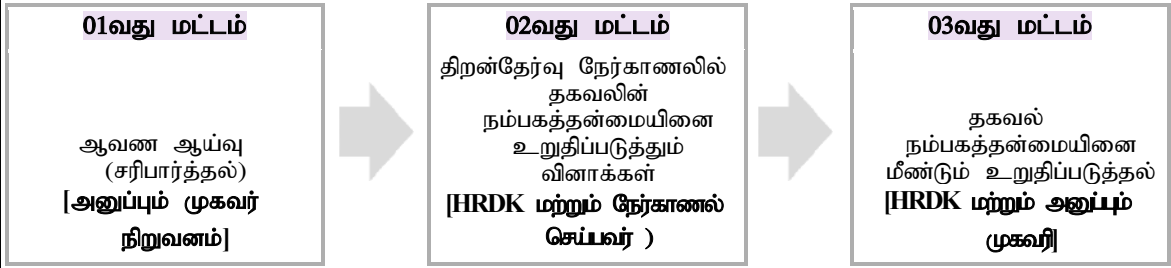 01வது மட்டம்
ஆவண ஆய்வு
(சரிபார்த்தல்)
[அனுப்பும் முகவர்
நிறுவனம்]
02வது மட்டம்
திறன்தேர்வு நேர்காணலில்
தகவலின்
நம்பகத்தன்மையினை
உறுதிப்படுத்தும்
வினாக்கள்
[HRDK மற்றும் நேர்காணல்
செய்பவர் )
03வது மட்டம்
தகவல்
நம்பகத்தன்மையினை
மீண்டும் உறுதிப்படுத்தல்
[HRDK மற்றும் அனுப்பும்
முகவரி]